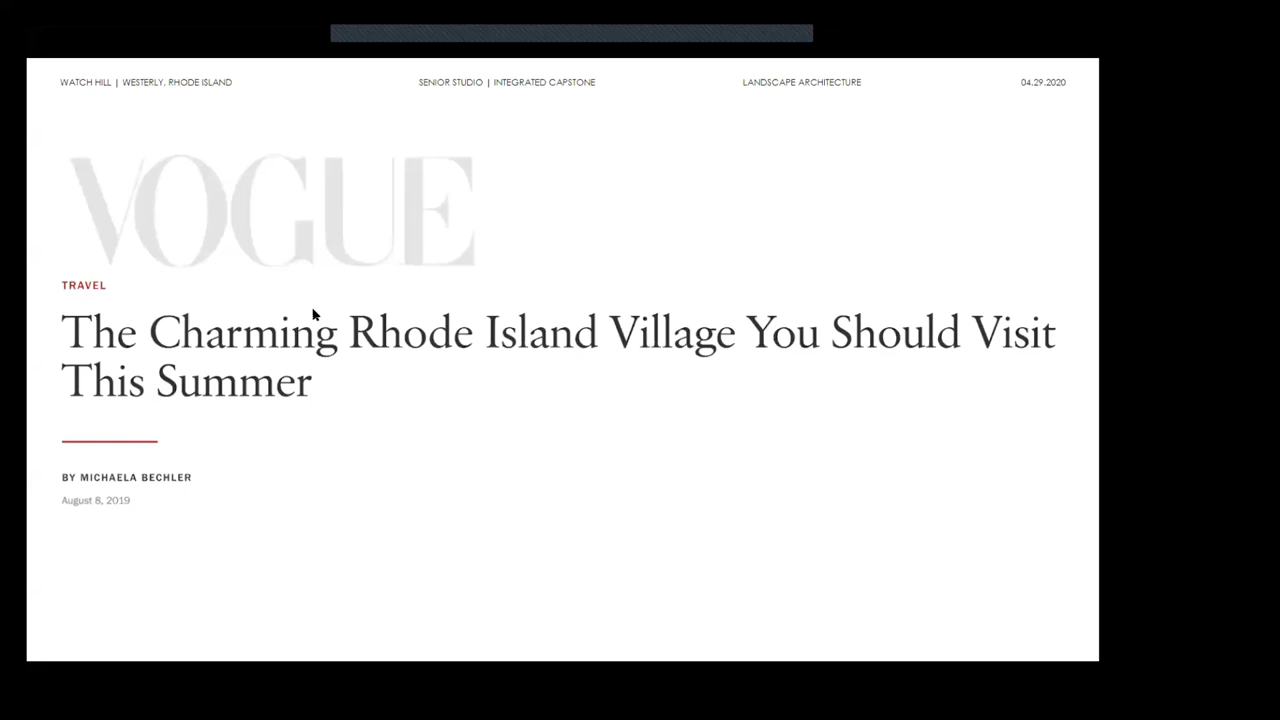 WATCH HILL | WESTERLY, RHODE ISLAND
SENIOR STUDIO | INTEGRATED CAPSTONE
LANDSCAPE ARCHITECTURE
04.29.2020
VOGUE
TRAVEL
The Charming Rhode Island Village You Should Visit
This Summer
BY MICHAELA BECHLER
August 8, 2019